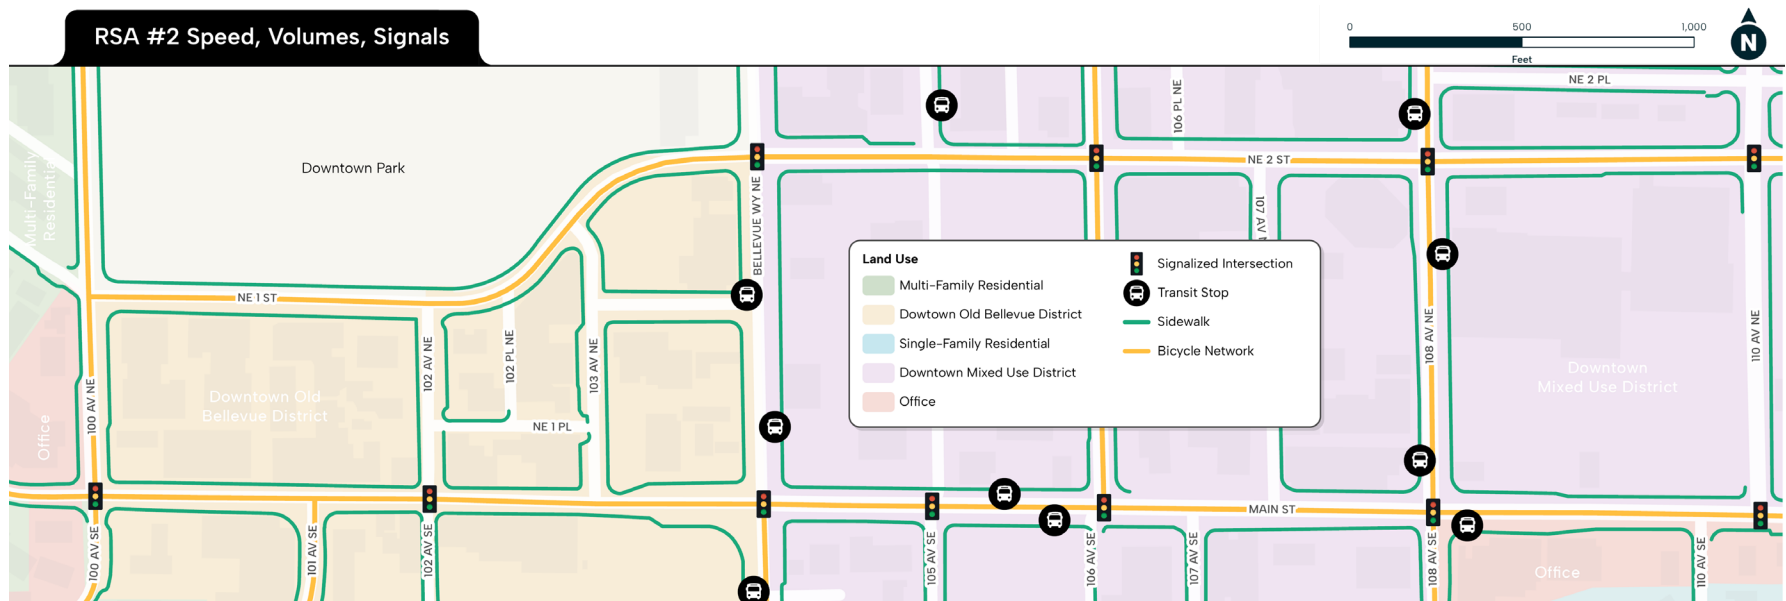 RSA #2 Speed, Volumes, Signals
0 500 1,000
Feet
N
NE 2 PL
106 PL NE
Downtown Park
Multi-Family
Residential
NE 2 ST
BELLEVUE WY NE
107 AV N
Land Use
Multi-Family Residential
Dowtown Old Bellevue District
Single-Family Residential
Downtown Mixed Use District
Office
Signalized Intersection
Transit Stop
Sidewalk
Bicycle Network
NE 1 ST
102 AV NE
102 PL NE
103 AV NE
108 AV NE
110 AV NE
100 AV NE
Downtown Old
Bellevue District
Downtown
Mixed Use District
Office
NE 1 PL
MAIN ST
100 AV SE
101 AV SE
102 AV SE
105 AV SE
106 AV SE
107 AV SE
108 AV SE
110 AV SE
Office